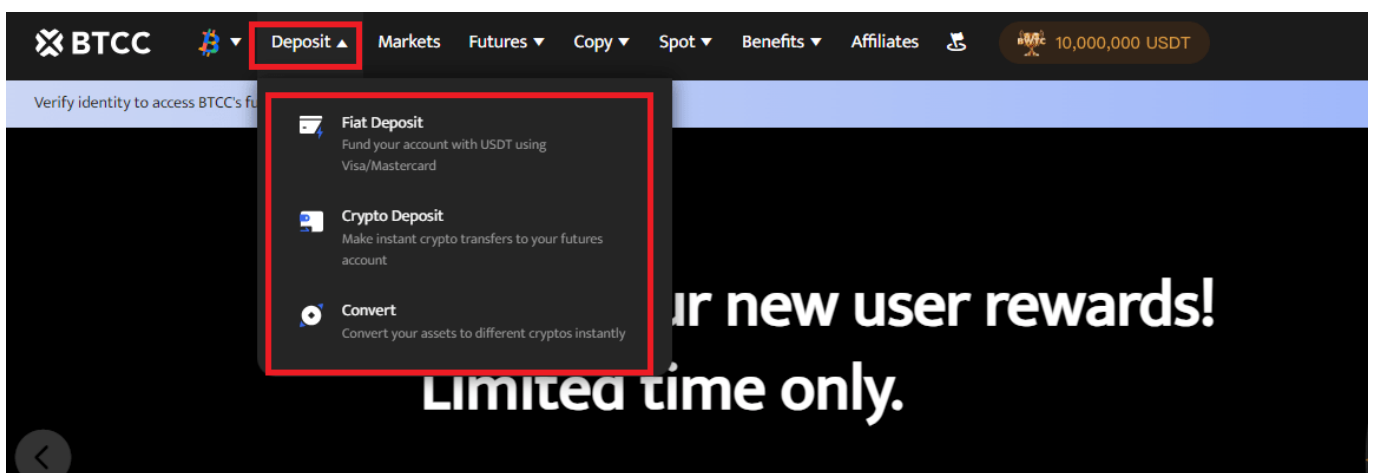 BTCC Deposit Markets Futures Copy Spot Benefits Affiliates 10,000,000 USDT
Verify identity to access BTCC's
Fiat Deposit
Fund your account with USDT using
Visa/Mastercard
Crypto Deposit
Make instant crypto transfers to your futures
account
Convert
Convert your assets to different cryptos instantly
new user rewards!
Limited time only.